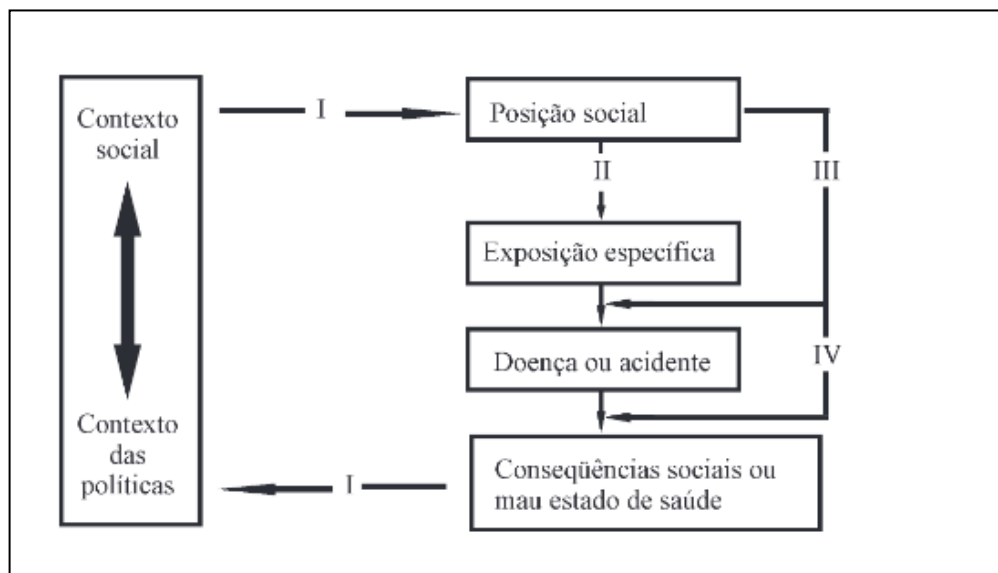 Contexto
social
Contexto
das
políticas
I
Posição social
II
III
Exposição específica
Doença ou acidente
IV
I
Conseqüências sociais ou
mau estado de saúde